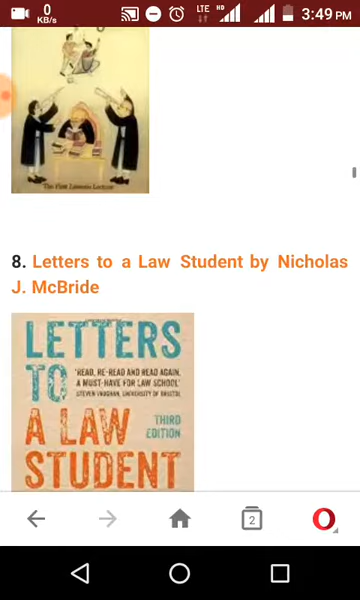 0
KB/s
LTE HD
3:49 PM
The First Lawasia Lecture
8. Letters to a Law Student by Nicholas
J. McBride
LETTERS
TO
'READ, RE-READ AND READ AGAIN.
A MUST-HAVE FOR LAW SCHOOL'
STEVEN VAUGHAN, UNIVERSITY OF BRISTOL
A LAW
THIRD
EDITION
STUDENT
2